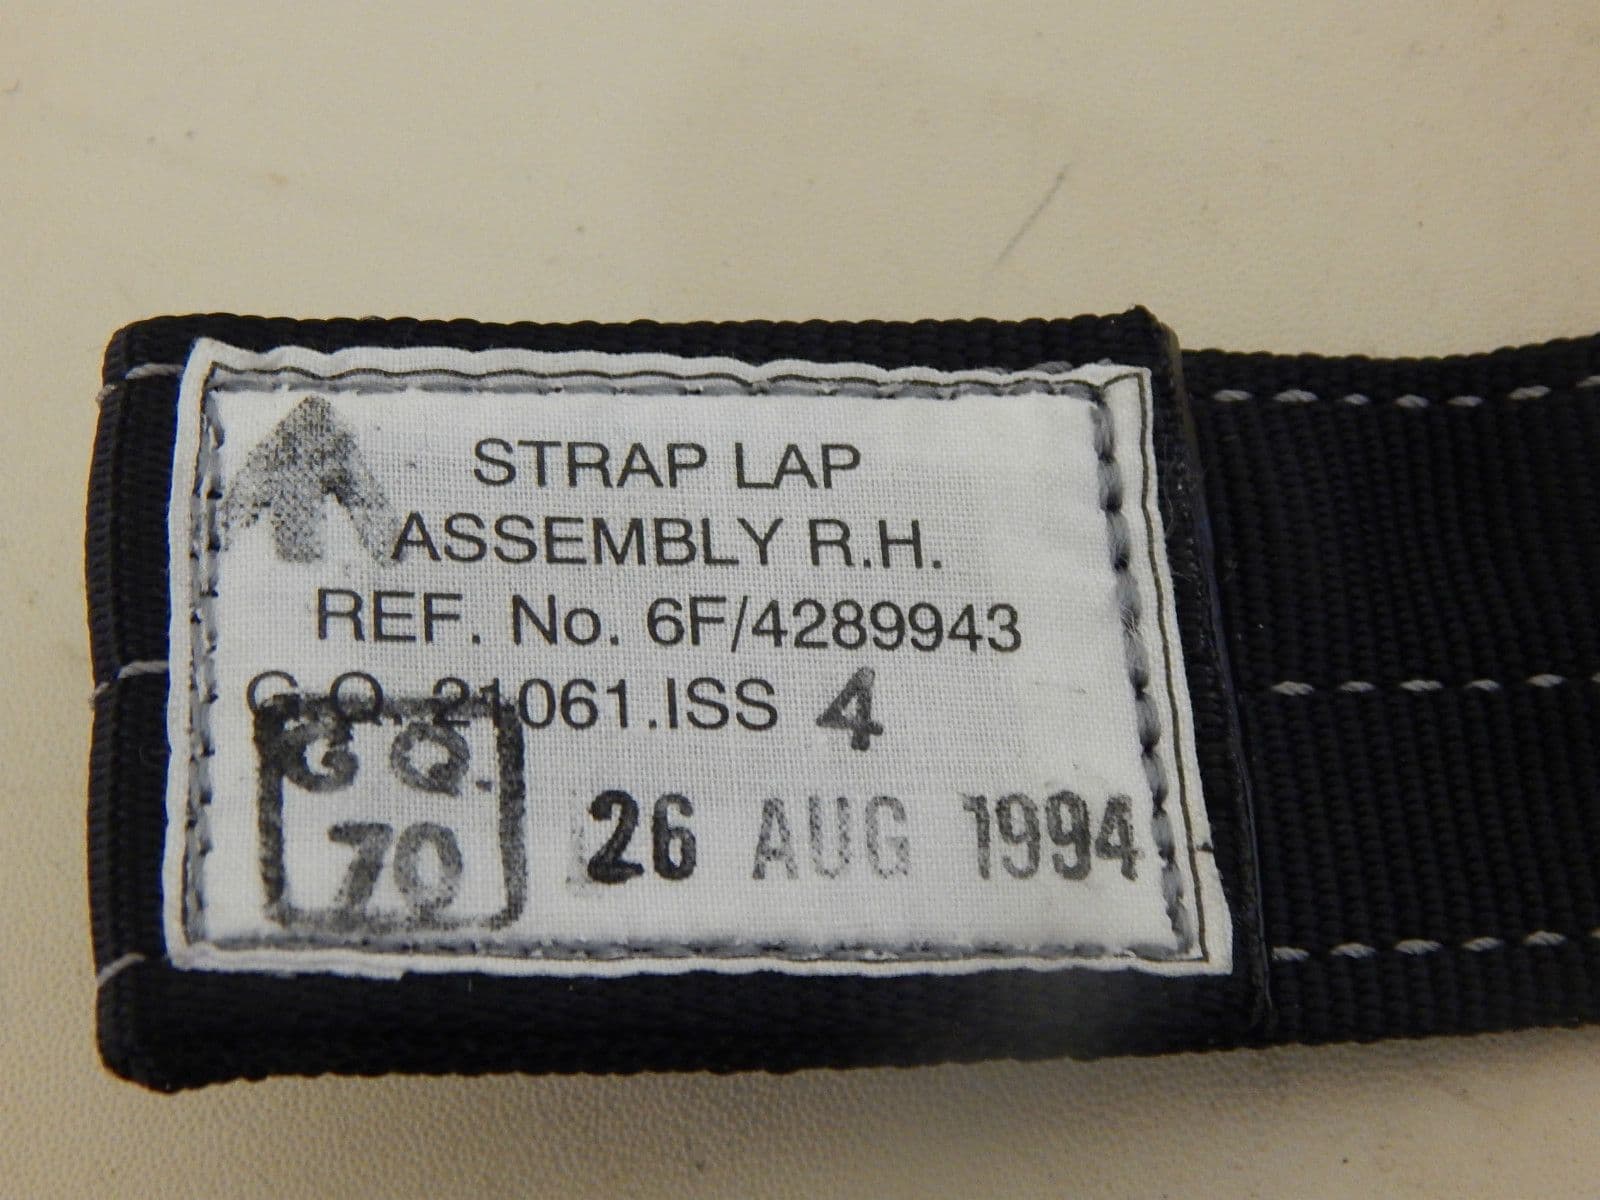 STRAP LAP
ASSEMBLY R.H.
REF. No. 6F/4289943
G.Q. 21061.ISS 4
GQ.
70
26 AUG 1994